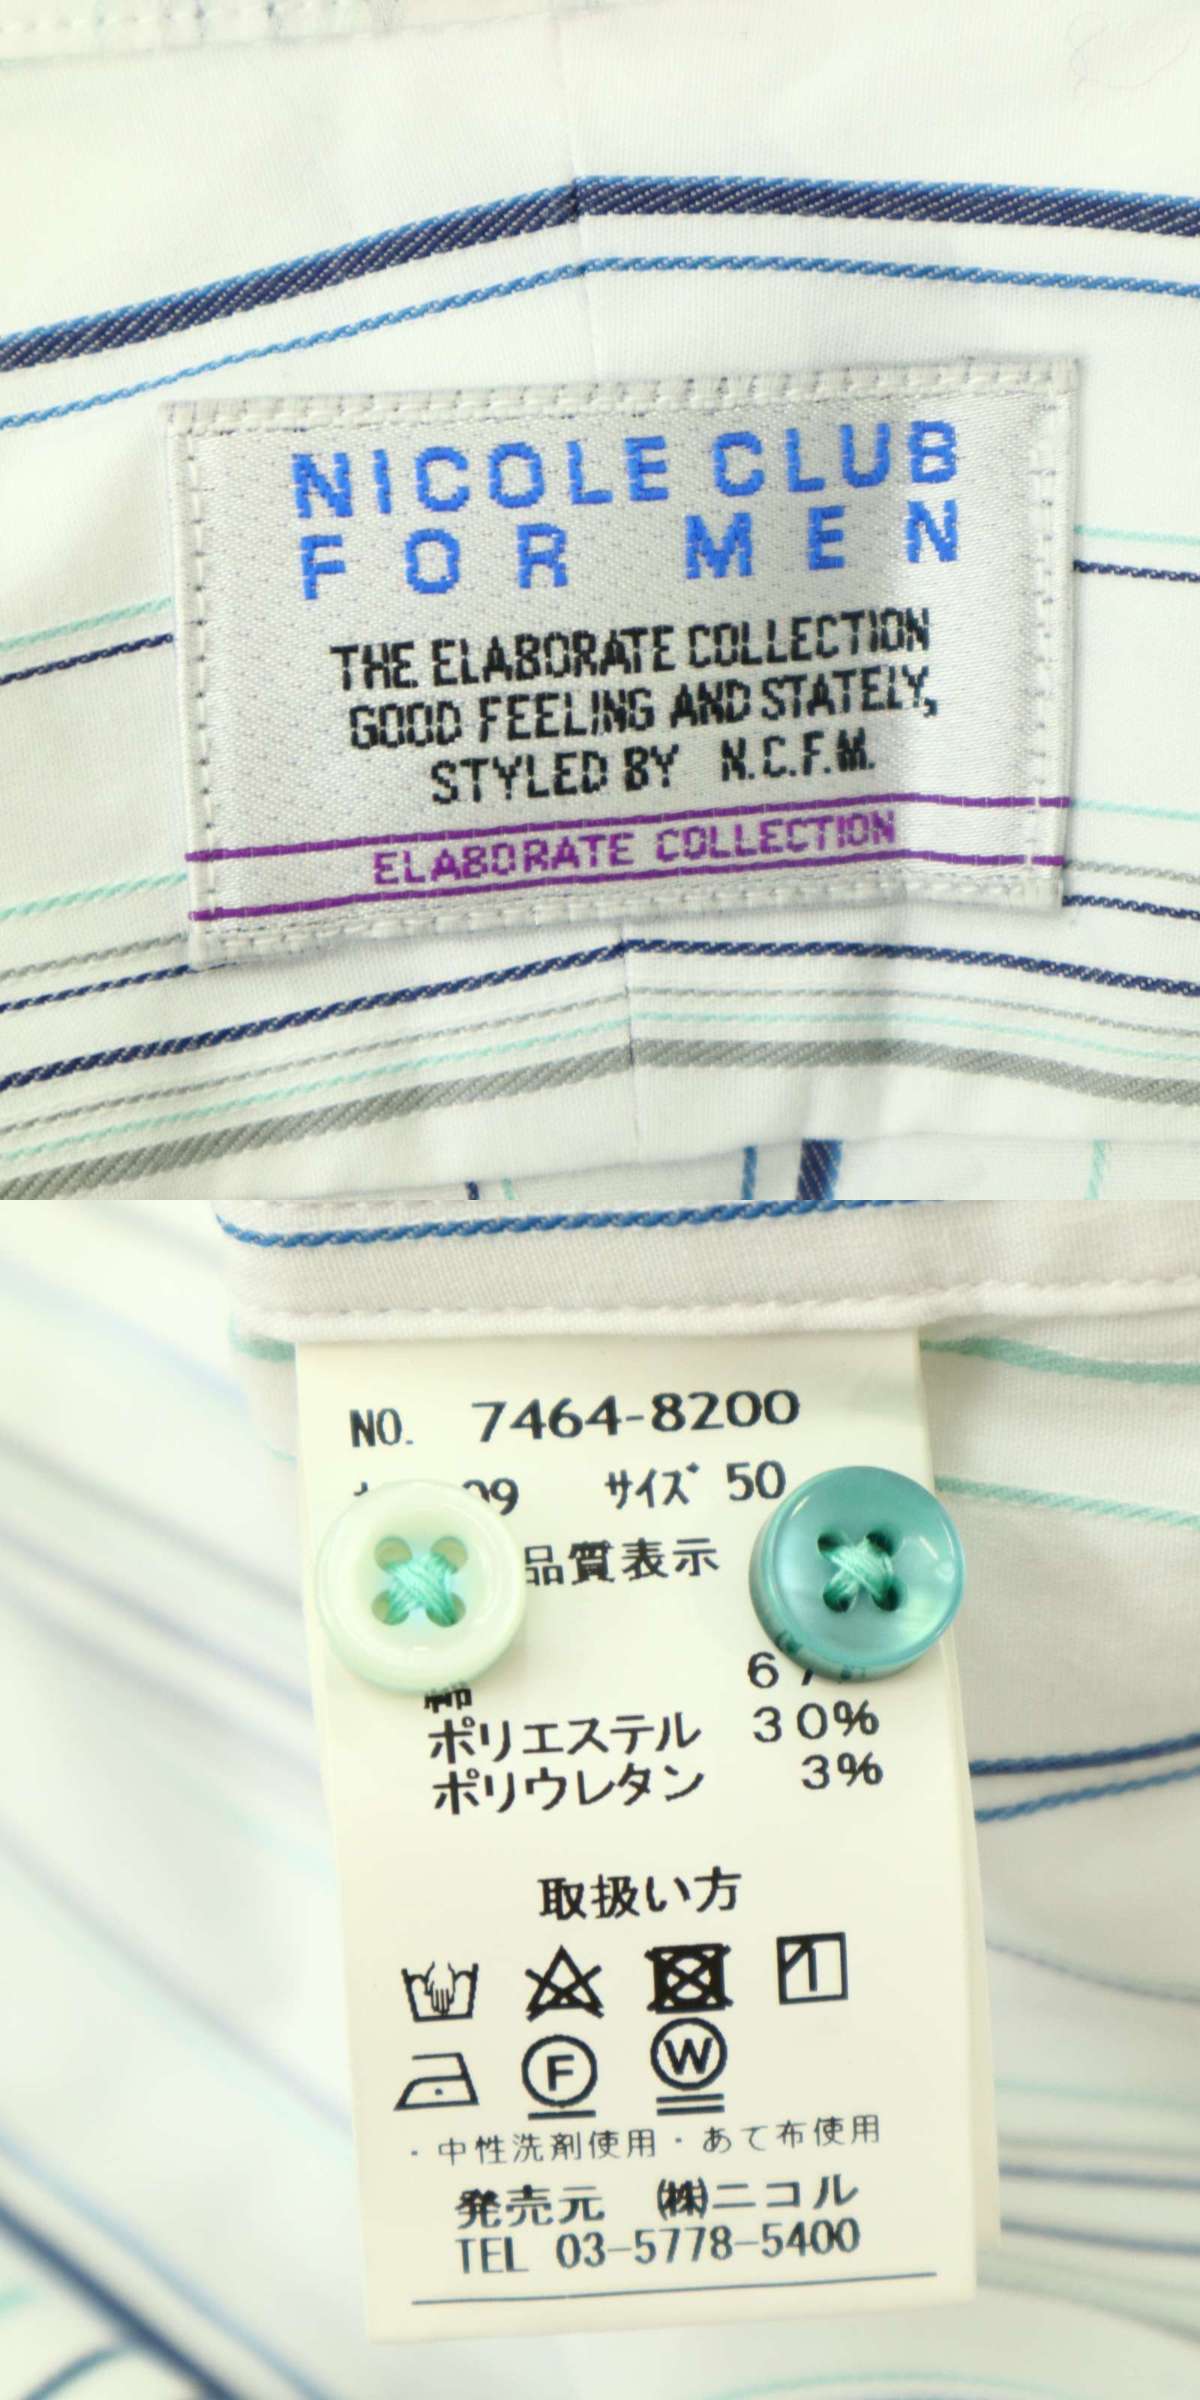 NICOLE CLUB
FOR MEN
THE ELABORATE COLLECTION
GOOD FEELING AND STATELY,
STYLED BY N.C.F.M.
ELABORATE COLLECTION
NO. 7464-8200
09 サイズ 50
品質表示
綿
ポリエステル 30%
ポリウレタン 3%
取扱い方
F W
・中性洗剤使用・あて布使用
発売元 ㈱ニコル
TEL 03-5778-5400